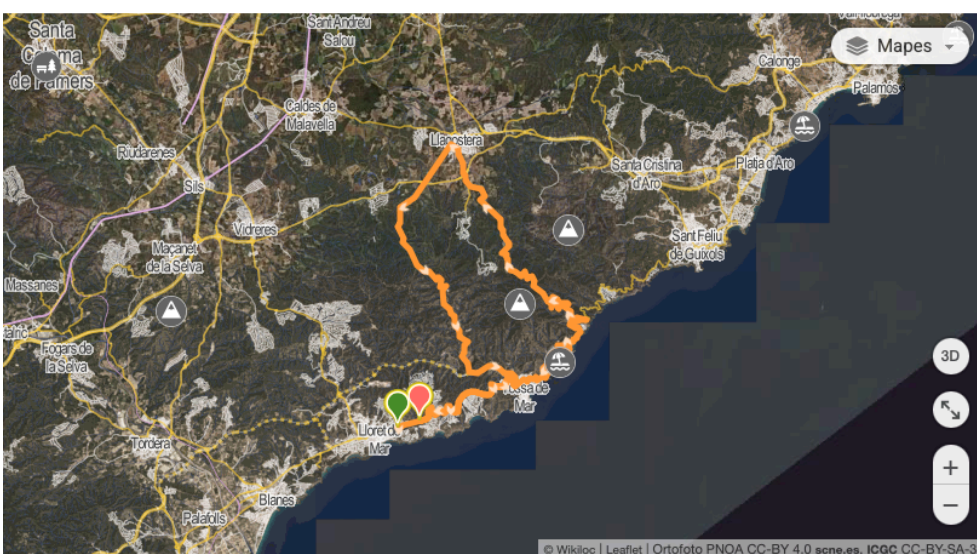 Santa
Coloma
de Farners
Sant Andreu
Salou
Vall-llobrega
Mapes
Calonge
Palamós
Caldes de
Malavella
Llagostera
Riudarenes
Santa Cristina
d'Aro
Platja d'Aro
Sils
Vidreres
Sant Feliu
de Guíxols
Maçanet
de la Selva
Massanes
Fogars de
la Selva
3D
Tossa de
Mar
Lloret de
Mar
Tordera
Blanes
Palafolls
+
−
© Wikiloc | Leaflet | Ortofoto PNOA CC-BY 4.0 scne.es, ICGC CC-BY-SA-